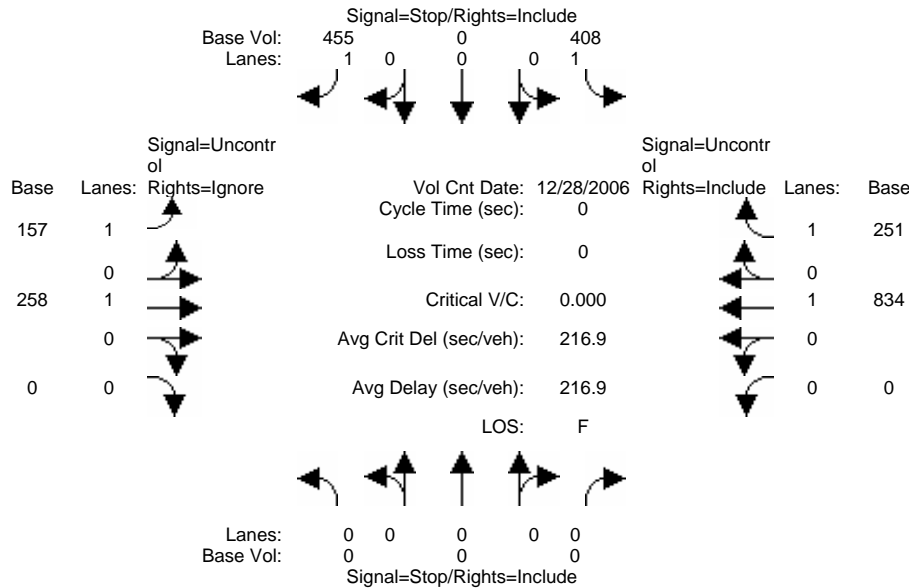 Signal=Stop/Rights=Include
Base Vol: 455 0 408
Lanes: 1 0 0 0 1
Signal=Uncontr
ol
Rights=Ignore
Signal=Uncontr
ol
Rights=Include
Base Lanes: Vol Cnt Date: 12/28/2006 Lanes: Base
Cycle Time (sec): 0
157 1 1 251
Loss Time (sec): 0
0 0
258 1 Critical V/C: 0.000 1 834
0 Avg Crit Del (sec/veh): 216.9 0
0 0 Avg Delay (sec/veh): 216.9 0 0
LOS: F
Lanes: 0 0 0 0 0
Base Vol: 0 0 0
Signal=Stop/Rights=Include